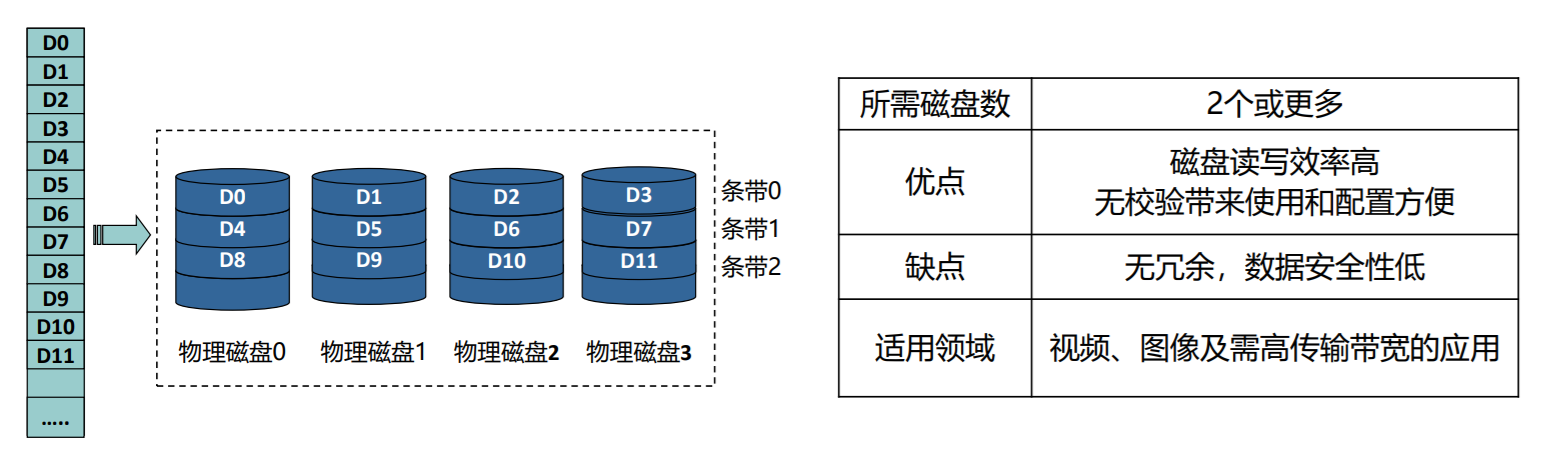 D0
D1
D2
D3
D4
D5
D6
D7
D8
D9
D10
D11
.....
D0 D1 D2 D3 条带0
D4 D5 D6 D7 条带1
D8 D9 D10 D11 条带2
物理磁盘0 物理磁盘1 物理磁盘2 物理磁盘3
所需磁盘数 2个或更多
优点
磁盘读写效率高
无校验带来使用和配置方便
缺点 无冗余，数据安全性低
适用领域 视频、图像及需高传输带宽的应用